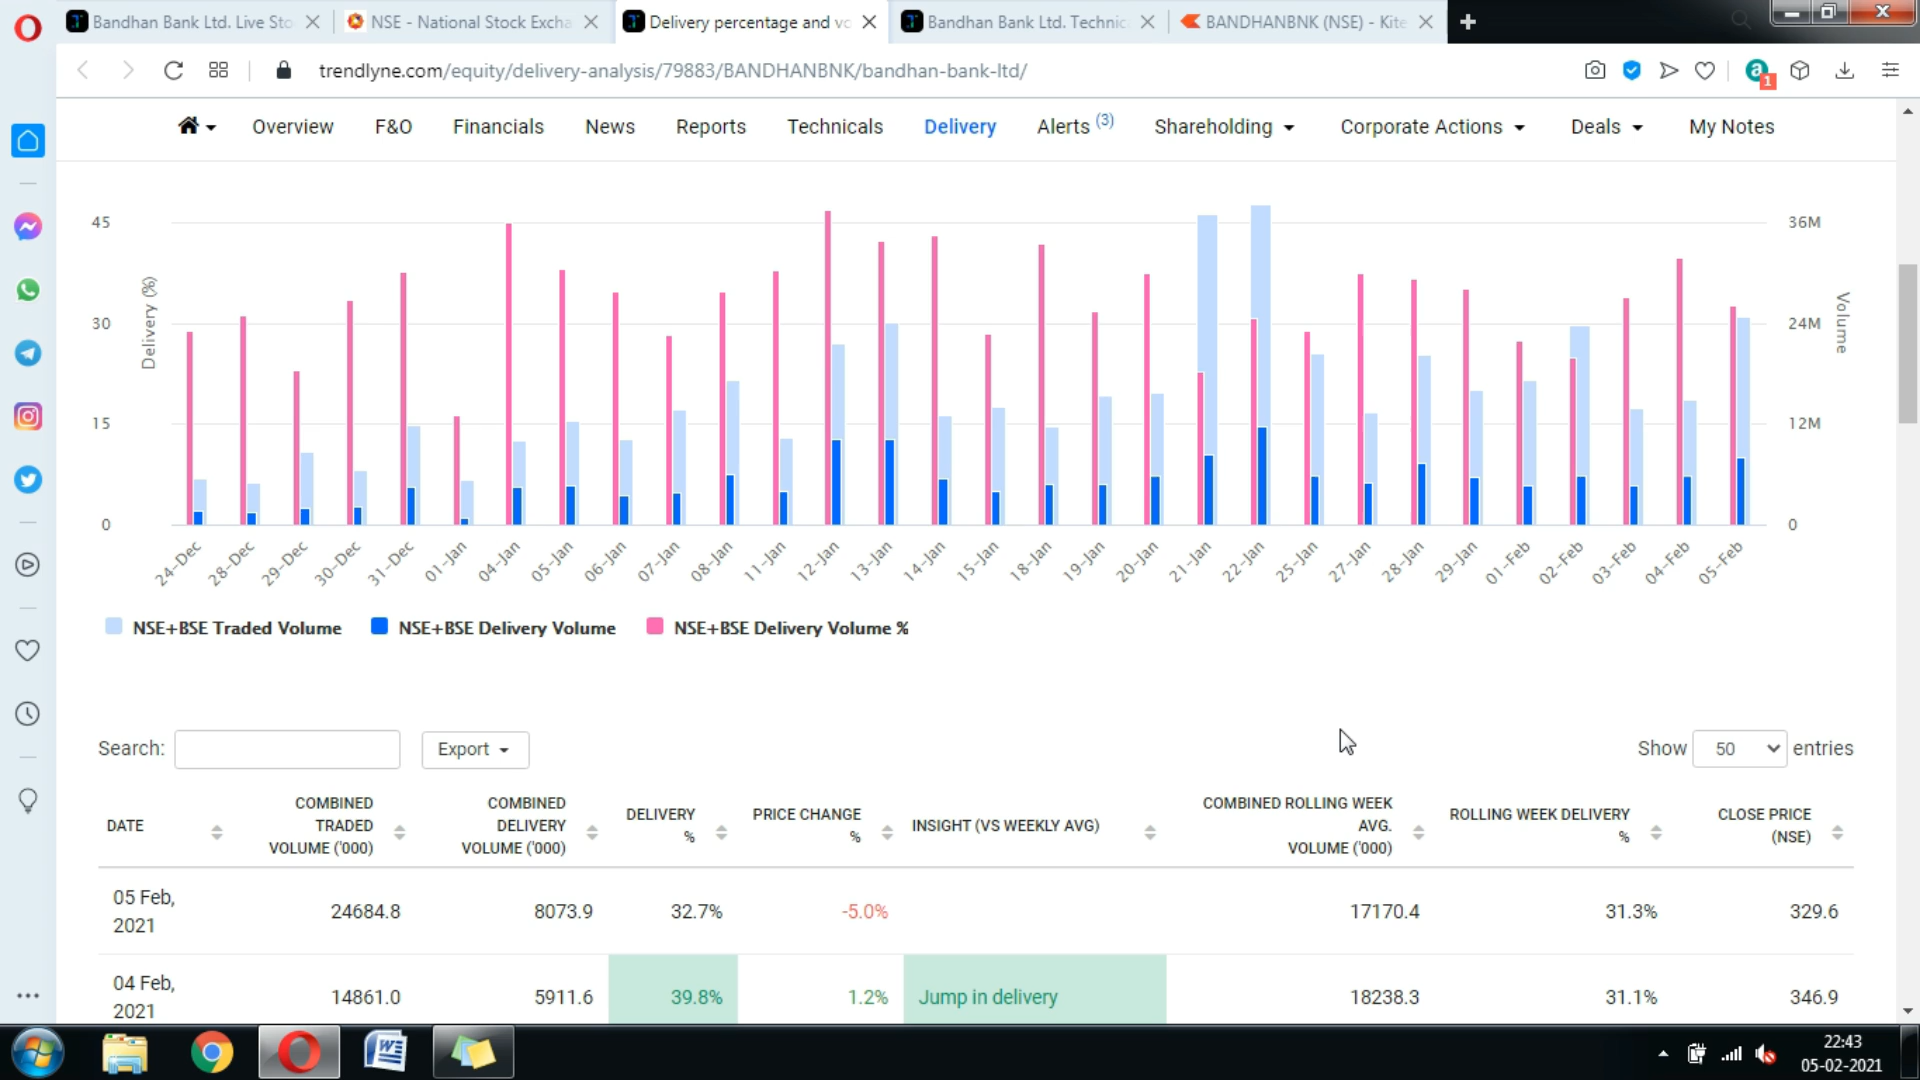 Bandhan Bank Ltd. Live Sto
NSE - National Stock Excha
Delivery percentage and vo
Bandhan Bank Ltd. Technic
BANDHANBNK (NSE) - Kite
trendlyne.com/equity/delivery-analysis/79883/BANDHANBNK/bandhan-bank-ltd/
a 1
Overview F&O Financials News Reports Technicals Delivery Alerts (3) Shareholding Corporate Actions Deals My Notes
45 36M
30 24M
15 12M
0 0
Delivery (%)
Volume
24-Dec 28-Dec 29-Dec 30-Dec 31-Dec 01-Jan 04-Jan 05-Jan 06-Jan 07-Jan 08-Jan 11-Jan 12-Jan 13-Jan 14-Jan 15-Jan 18-Jan 19-Jan 20-Jan 21-Jan 22-Jan 25-Jan 27-Jan 28-Jan 29-Jan 01-Feb 02-Feb 03-Feb 04-Feb 05-Feb
NSE+BSE Traded Volume NSE+BSE Delivery Volume NSE+BSE Delivery Volume %
Search: Export Show 50 entries
DATE
COMBINED
TRADED
VOLUME ('000)
COMBINED
DELIVERY
VOLUME ('000)
DELIVERY
%
PRICE CHANGE
%
INSIGHT (VS WEEKLY AVG)
COMBINED ROLLING WEEK
AVG.
VOLUME ('000)
ROLLING WEEK DELIVERY
%
CLOSE PRICE
(NSE)
05 Feb,
2021
24684.8 8073.9 32.7% -5.0% 17170.4 31.3% 329.6
04 Feb,
2021
14861.0 5911.6 39.8% 1.2% Jump in delivery 18238.3 31.1% 346.9
22:43
05-02-2021